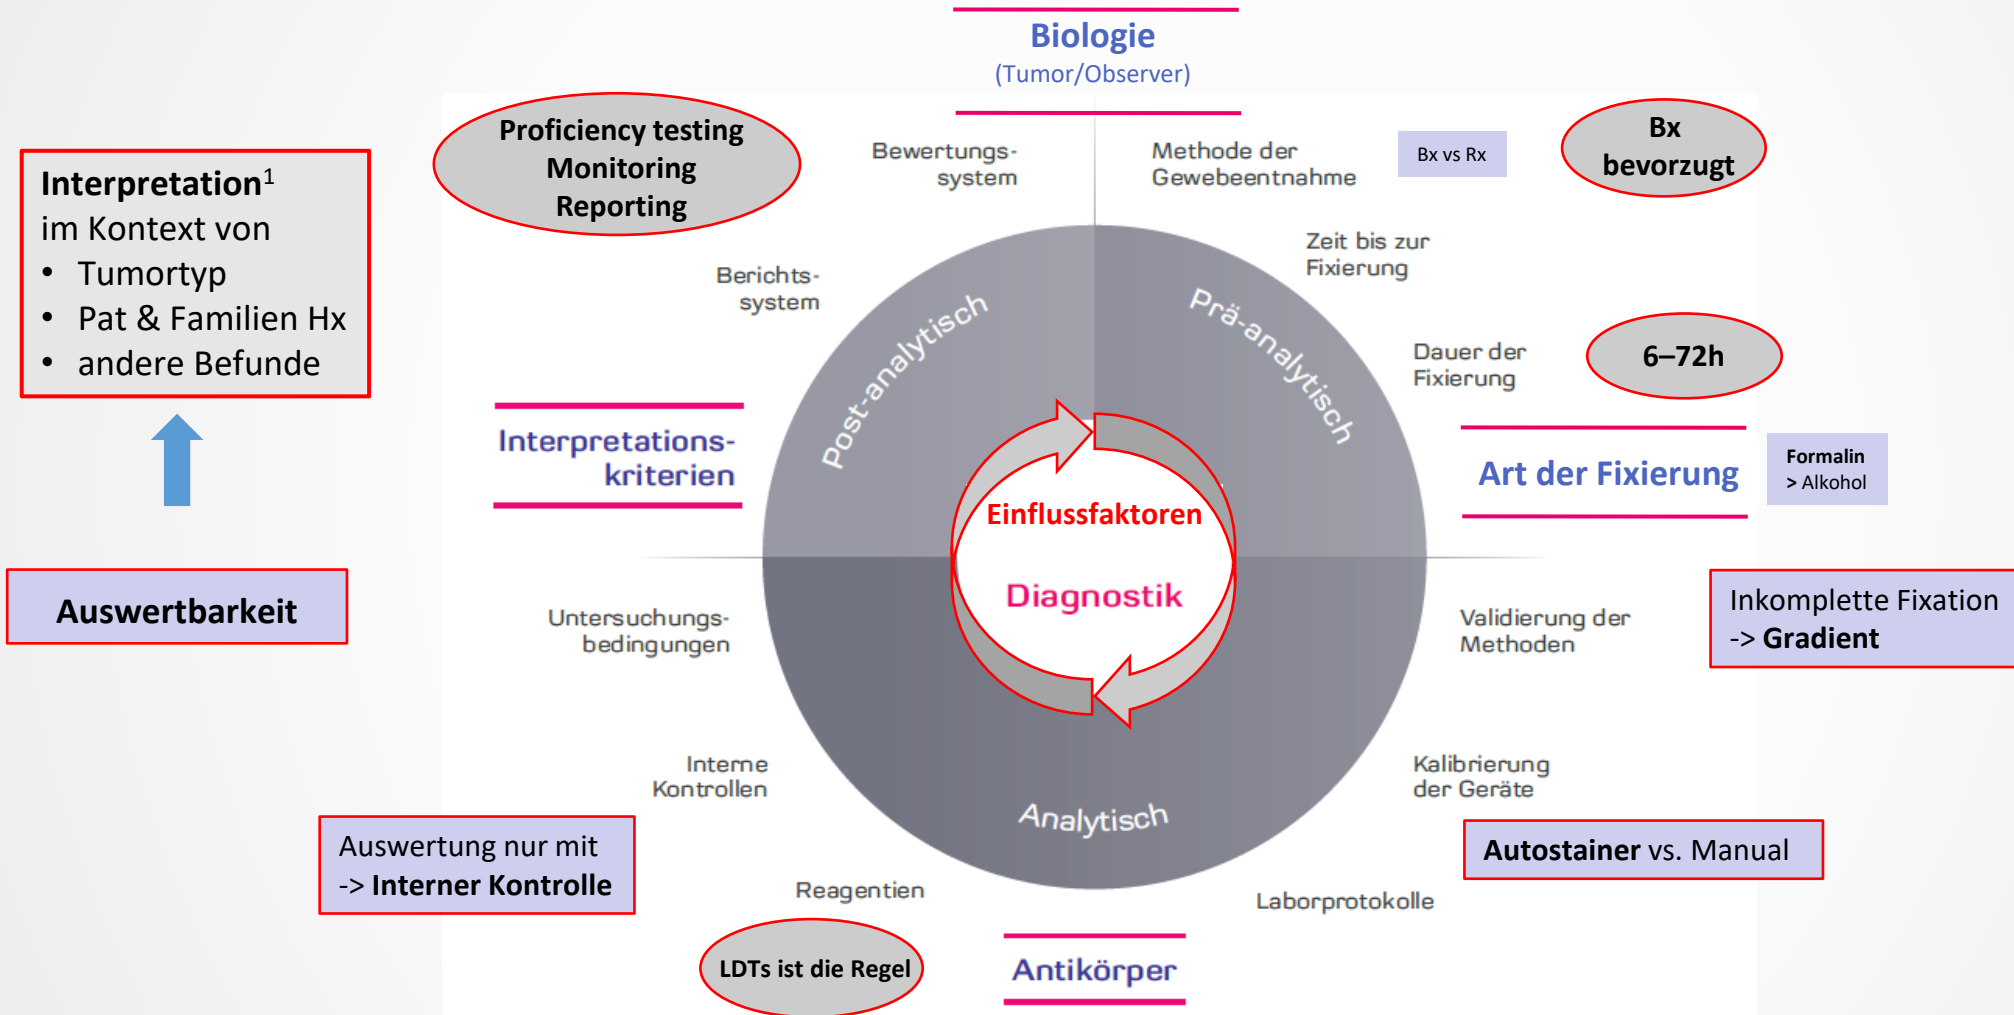 Biologie
(Tumor/Observer)
Proficiency testing
Monitoring
Reporting
Bewertungs-
system
Methode der
Gewebeentnahme
Bx vs Rx
Bx
bevorzugt
Interpretation¹
im Kontext von
• Tumortyp
• Pat & Familien Hx
• andere Befunde
Berichts-
system
Zeit bis zur
Fixierung
Post-analytisch
Prä-analytisch
Dauer der
Fixierung
6–72h
Interpretations-
kriterien
Art der Fixierung
Formalin
> Alkohol
Einflussfaktoren
Diagnostik
Auswertbarkeit
Untersuchungs-
bedingungen
Validierung der
Methoden
Inkomplette Fixation
-> Gradient
Interne
Kontrollen
Kalibrierung
der Geräte
Analytisch
Auswertung nur mit
-> Interner Kontrolle
Autostainer vs. Manual
Reagentien
Laborprotokolle
LDTs ist die Regel
Antikörper